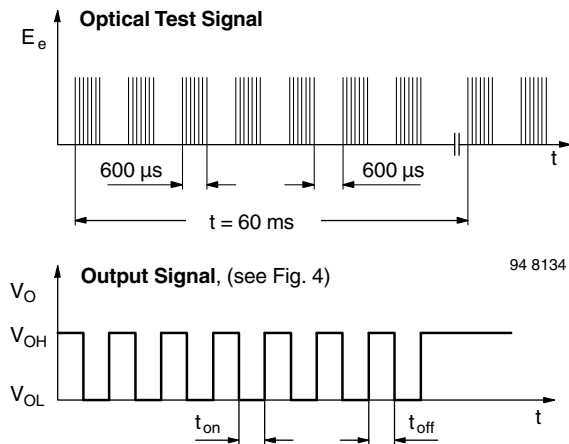 Optical Test Signal
E e
600 µs
600 µs
t
t = 60 ms
94 8134
Output Signal, (see Fig. 4)
V O
V OH
V OL
t on
t off
t